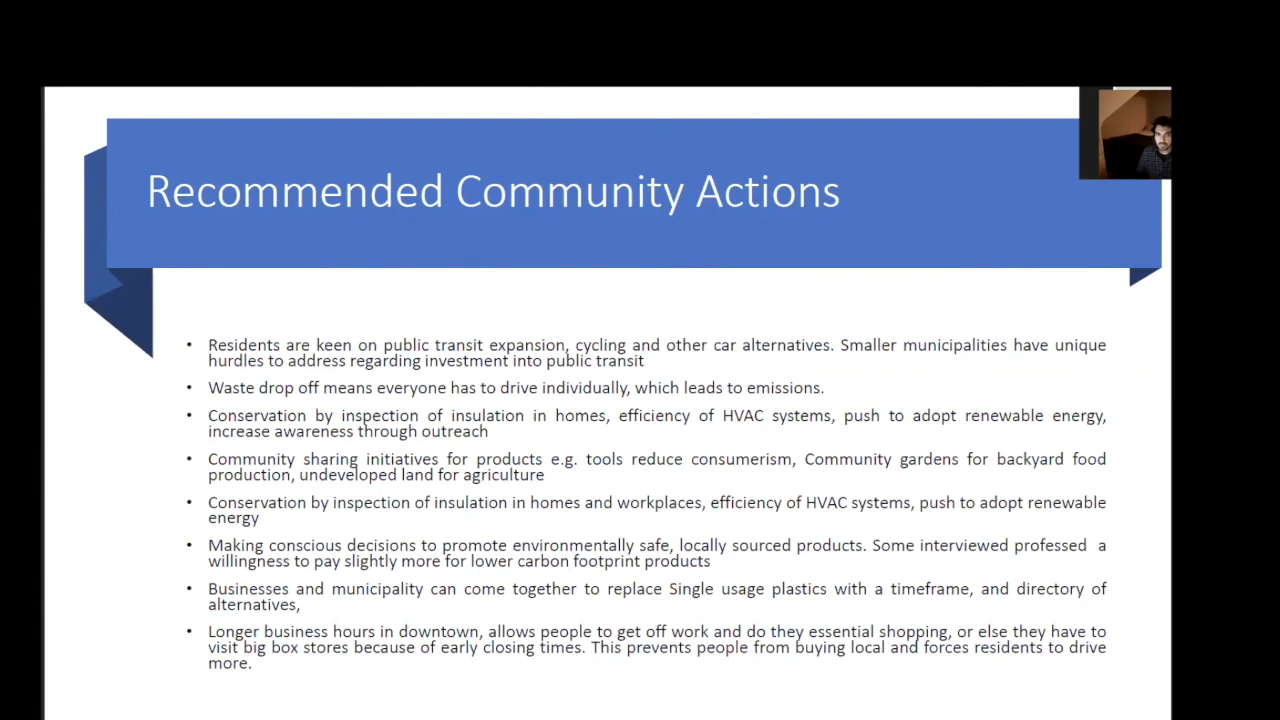 Recommended Community Actions
• Residents are keen on public transit expansion, cycling and other car alternatives. Smaller municipalities have unique
hurdles to address regarding investment into public transit
• Waste drop off means everyone has to drive individually, which leads to emissions.
• Conservation by inspection of insulation in homes, efficiency of HVAC systems, push to adopt renewable energy,
increase awareness through outreach
• Community sharing initiatives for products e.g. tools reduce consumerism, Community gardens for backyard food
production, undeveloped land for agriculture
• Conservation by inspection of insulation in homes and workplaces, efficiency of HVAC systems, push to adopt renewable
energy
• Making conscious decisions to promote environmentally safe, locally sourced products. Some interviewed professed a
willingness to pay slightly more for lower carbon footprint products
• Businesses and municipality can come together to replace Single usage plastics with a timeframe, and directory of
alternatives,
• Longer business hours in downtown, allows people to get off work and do they essential shopping, or else they have to
visit big box stores because of early closing times. This prevents people from buying local and forces residents to drive
more.